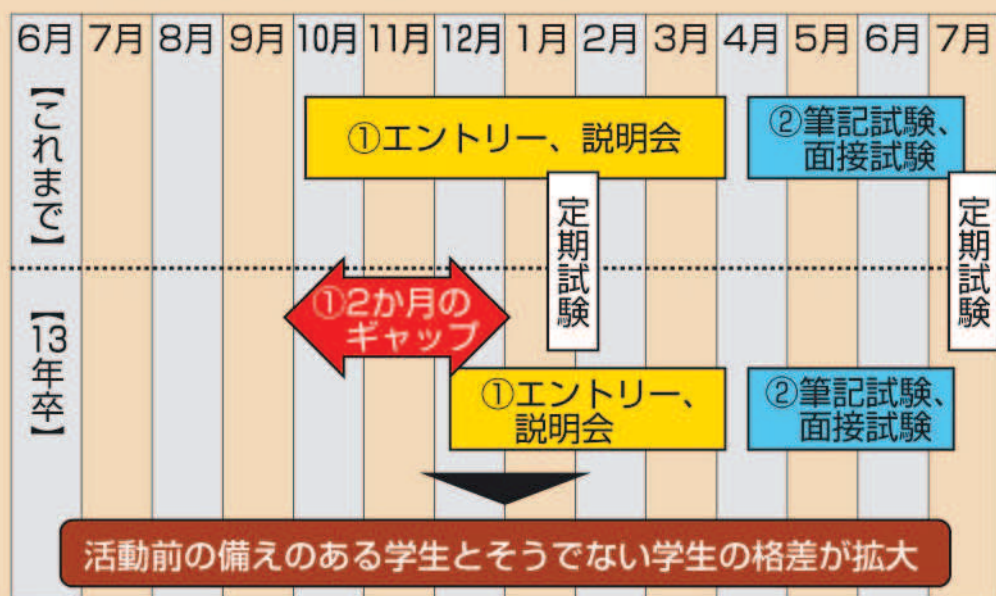 6月 7月 8月 9月 10月 11月 12月 1月 2月 3月 4月 5月 6月 7月
【これまで】
①エントリー、説明会
②筆記試験、
面接試験
定期試験
定期試験
【13年卒】
①2か月の
ギャップ
①エントリー、
説明会
②筆記試験、
面接試験
活動前の備えのある学生とそうでない学生の格差が拡大